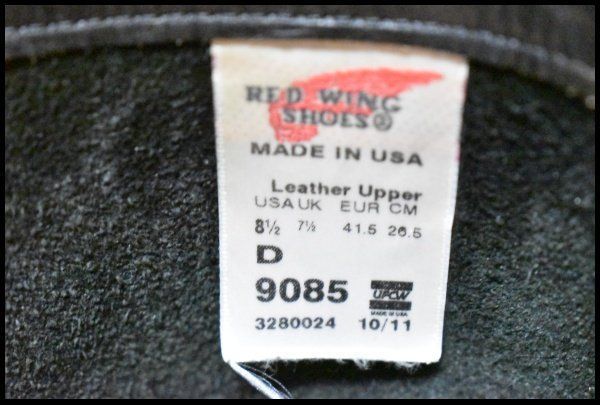 RED WING
SHOES®
MADE IN USA
Leather Upper
USA UK EUR CM
8½ 7½ 41.5 26.5
D
9085 UFCW
MADE IN U.S.A.
3280024 10/11